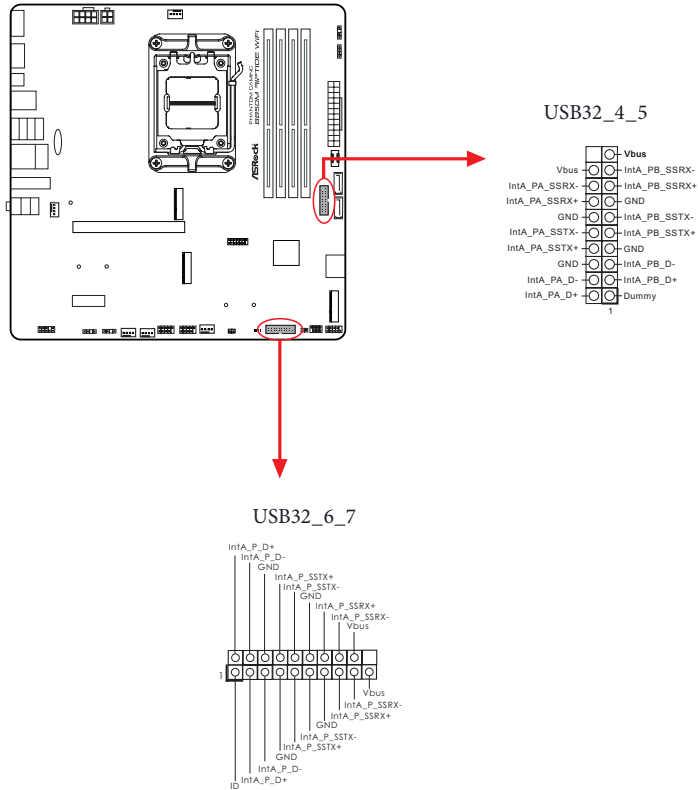 PHANTOM GAMING
B850M RIPTIDE WiFi
ASRock
USB32_4_5
Vbus
Vbus
IntA_PB_SSRX-
IntA_PA_SSRX-
IntA_PB_SSRX+
IntA_PA_SSRX+
GND
GND
IntA_PB_SSTX-
IntA_PA_SSTX-
IntA_PB_SSTX+
IntA_PA_SSTX+
GND
GND
IntA_PB_D-
IntA_PA_D-
IntA_PB_D+
IntA_PA_D+
Dummy
1
USB32_6_7
IntA_P_D+
IntA_P_D-
GND
IntA_P_SSTX+
IntA_P_SSTX-
GND
IntA_P_SSRX+
IntA_P_SSRX-
Vbus
1
Vbus
IntA_P_SSRX-
IntA_P_SSRX+
GND
IntA_P_SSTX-
IntA_P_SSTX+
GND
IntA_P_D-
IntA_P_D+
ID